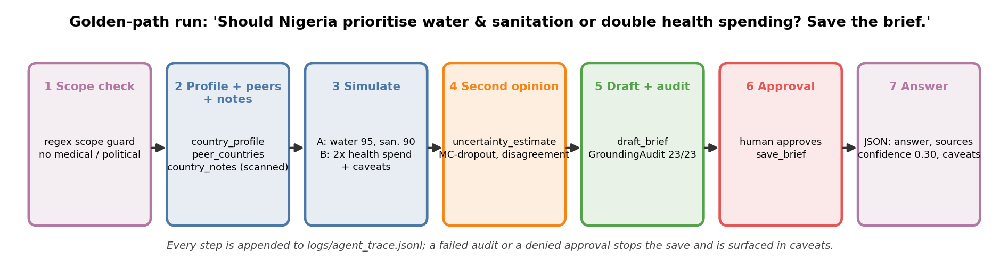 Golden-path run: 'Should Nigeria prioritise water & sanitation or double health spending? Save the brief.'
1 Scope check
regex scope guard
no medical / political
2 Profile + peers
+ notes
country_profile
peer_countries
country_notes (scanned)
3 Simulate
A: water 95, san. 90
B: 2x health spend
+ caveats
4 Second opinion
uncertainty_estimate
MC-dropout, disagreement
5 Draft + audit
draft_brief
GroundingAudit 23/23
6 Approval
human approves
save_brief
7 Answer
JSON: answer, sources
confidence 0.30, caveats
Every step is appended to logs/agent_trace.jsonl; a failed audit or a denied approval stops the save and is surfaced in caveats.